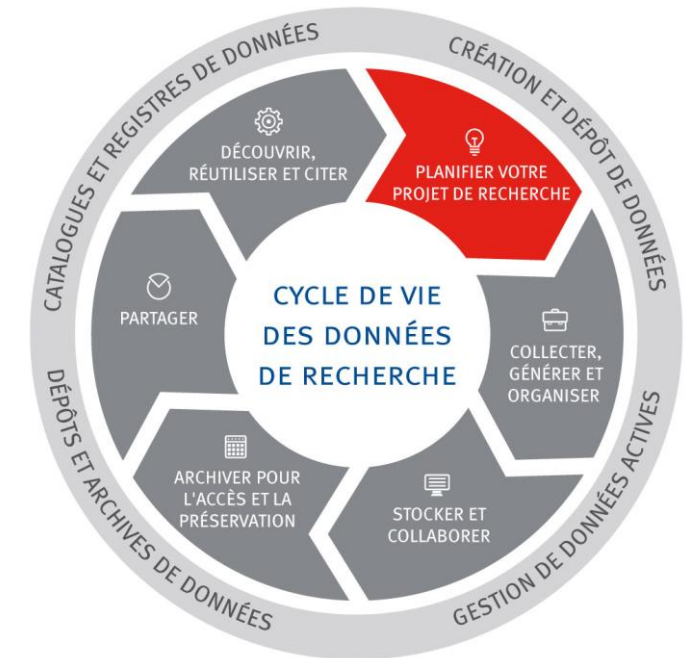 CATALOGUES ET REGISTRES DE DONNÉES
CRÉATION ET DÉPÔT DE DONNÉES
DÉCOUVRIR,
RÉUTILISER ET CITER
PLANIFIER VOTRE
PROJET DE RECHERCHE
PARTAGER
CYCLE DE VIE
DES DONNÉES
DE RECHERCHE
COLLECTER,
GÉNÉRER ET
ORGANISER
ARCHIVER POUR
L'ACCÈS ET LA
PRÉSERVATION
STOCKER ET
COLLABORER
DÉPÔTS ET ARCHIVES DE DONNÉES
GESTION DE DONNÉES ACTIVES